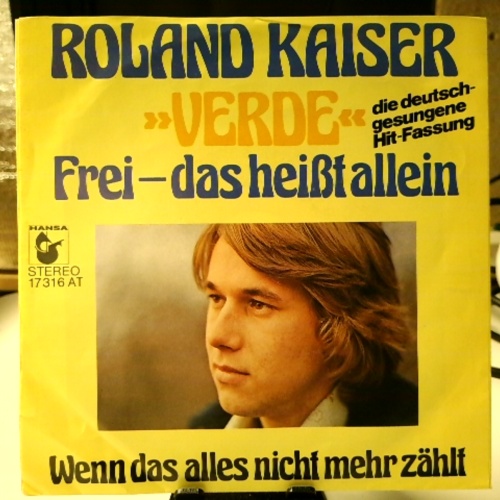 ROLAND KAISER
»VERDE«
die deutsch-
gesungene
Hit-Fassung
Frei – das heißt allein
HANSA
STEREO
17 316 AT
Wenn das alles nicht mehr zählt